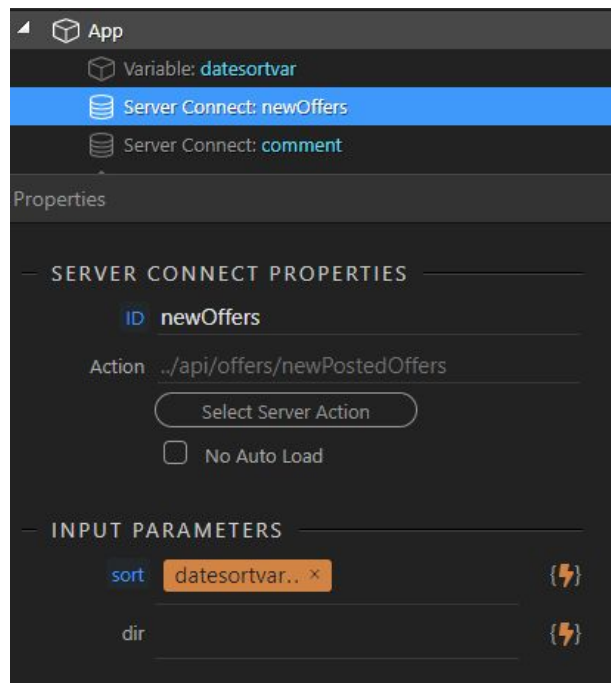 App
Variable: datesortvar
Server Connect: newOffers
Server Connect: comment
Properties
SERVER CONNECT PROPERTIES
ID newOffers
Action ../api/offers/newPostedOffers
Select Server Action
No Auto Load
INPUT PARAMETERS
sort datesortvar.. ×
dir